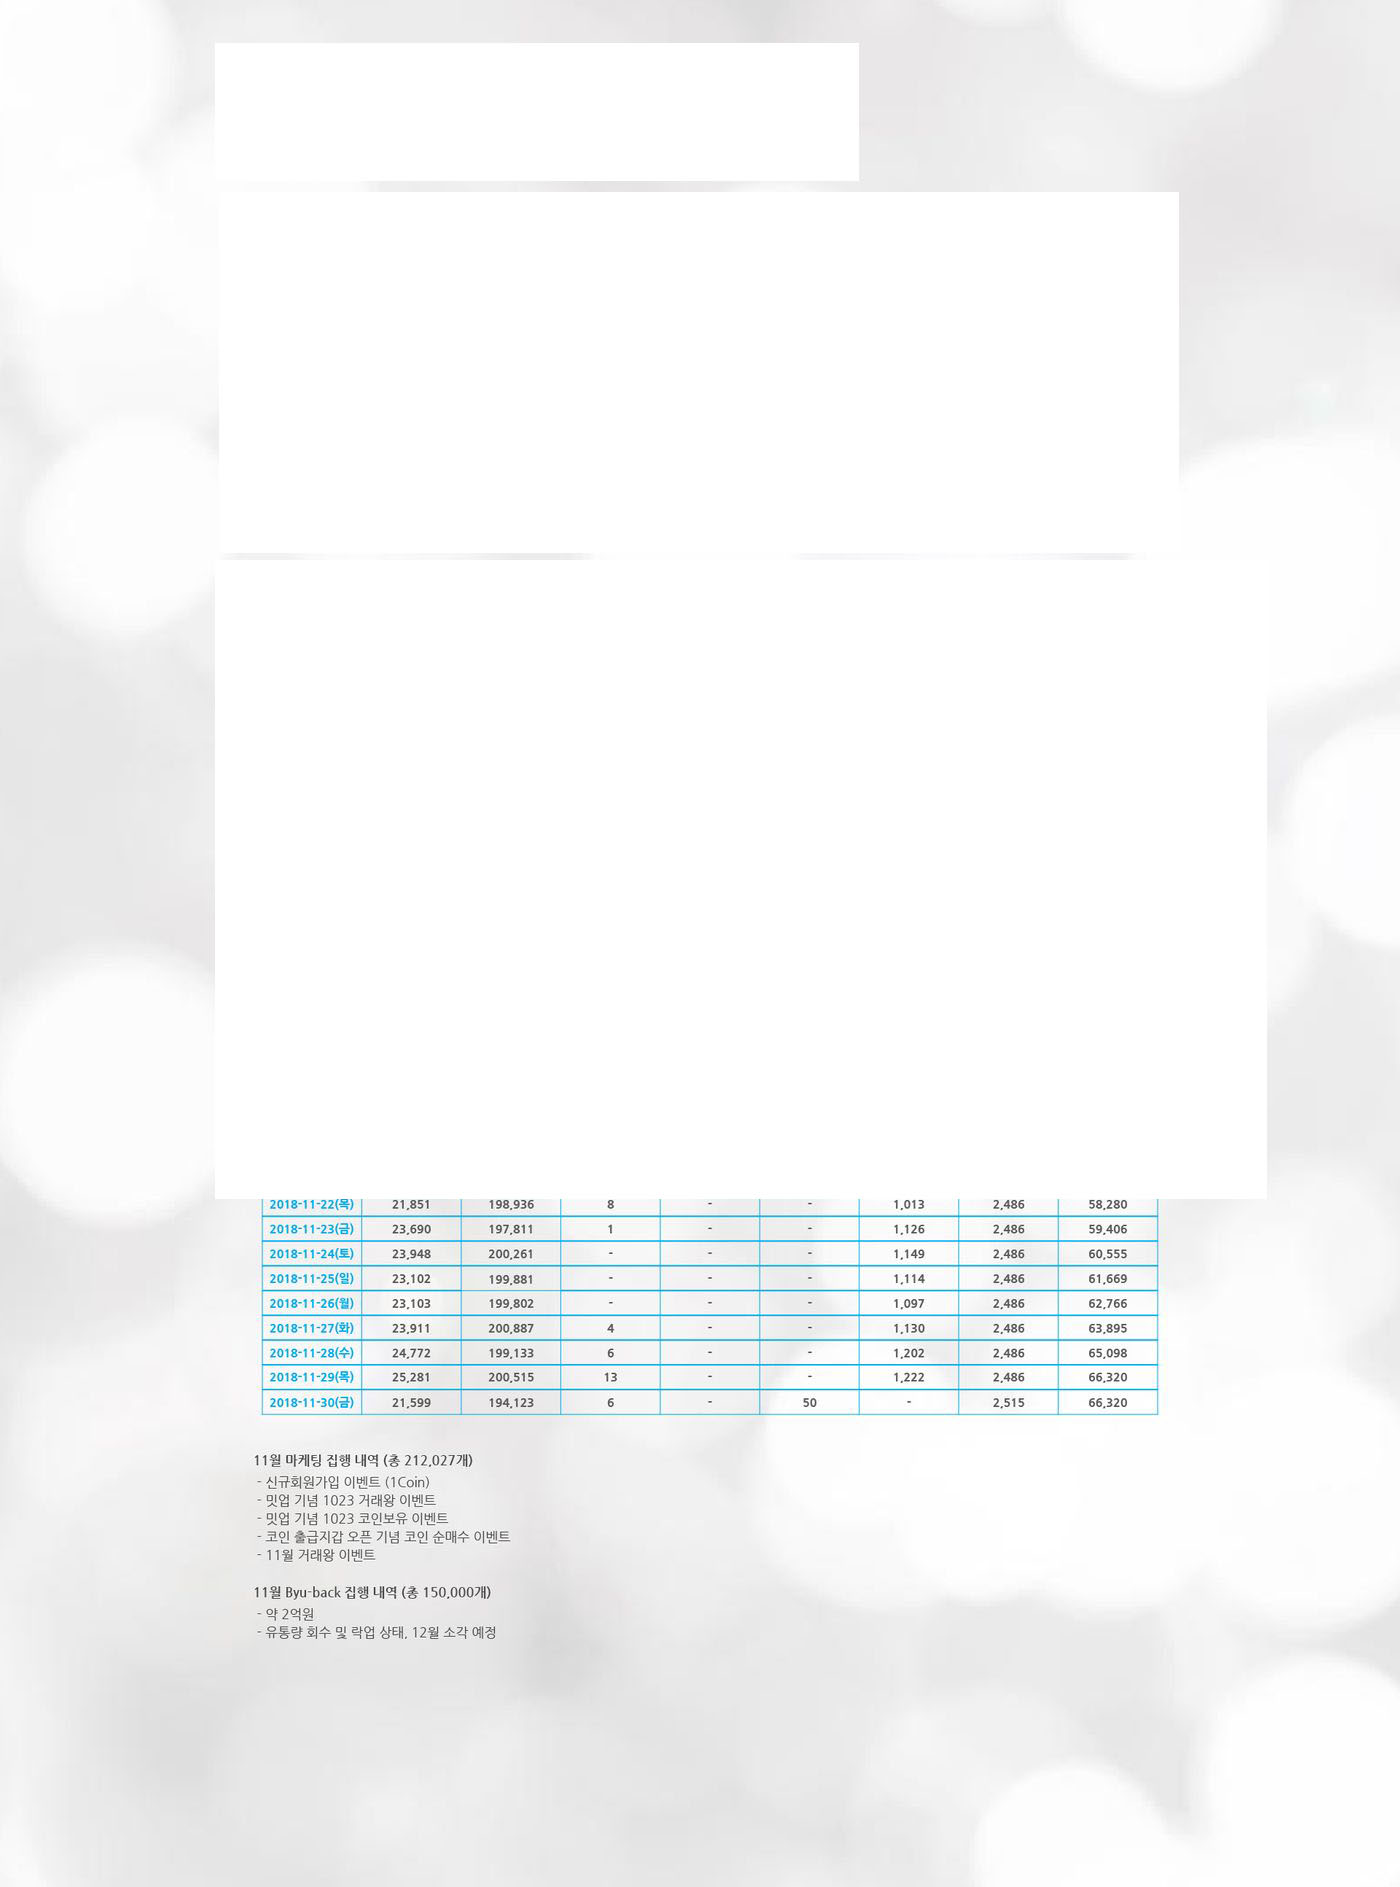 2018-11-22(목) 21,851 198,936 8 - - 1,013 2,486 58,280
2018-11-23(금) 23,690 197,811 1 - - 1,126 2,486 59,406
2018-11-24(토) 23,948 200,261 - - - 1,149 2,486 60,555
2018-11-25(일) 23,102 199,881 - - - 1,114 2,486 61,669
2018-11-26(월) 23,103 199,802 - - - 1,097 2,486 62,766
2018-11-27(화) 23,911 200,887 4 - - 1,130 2,486 63,895
2018-11-28(수) 24,772 199,133 6 - - 1,202 2,486 65,098
2018-11-29(목) 25,281 200,515 13 - - 1,222 2,486 66,320
2018-11-30(금) 21,599 194,123 6 - 50 - 2,515 66,320
11월 마케팅 집행 내역 (총 212,027개)
- 신규회원가입 이벤트 (1Coin)
- 밋업 기념 1023 거래왕 이벤트
- 밋업 기념 1023 코인보유 이벤트
- 코인 출금지갑 오픈 기념 코인 순매수 이벤트
- 11월 거래왕 이벤트
11월 Byu-back 집행 내역 (총 150,000개)
- 약 2억원
- 유통량 회수 및 락업 상태, 12월 소각 예정